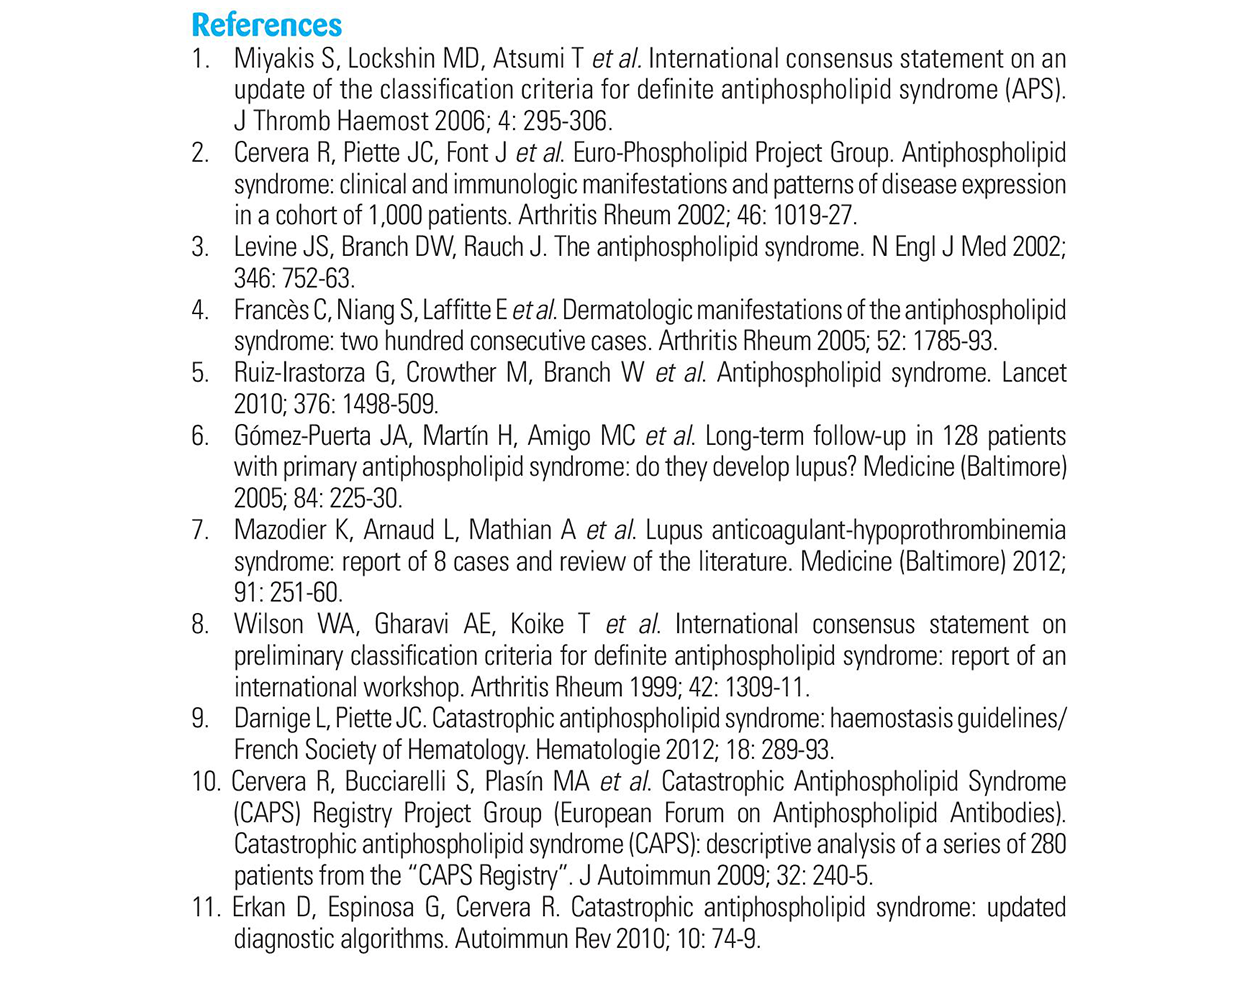 References
1. Miyakis S, Lockshin MD, Atsumi T et al. International consensus statement on an
update of the classification criteria for definite antiphospholipid syndrome (APS).
J Thromb Haemost 2006; 4: 295-306.
2. Cervera R, Piette JC, Font J et al. Euro-Phospholipid Project Group. Antiphospholipid
syndrome: clinical and immunologic manifestations and patterns of disease expression
in a cohort of 1,000 patients. Arthritis Rheum 2002; 46: 1019-27.
3. Levine JS, Branch DW, Rauch J. The antiphospholipid syndrome. N Engl J Med 2002;
346: 752-63.
4. Francès C, Niang S, Laffitte E et al. Dermatologic manifestations of the antiphospholipid
syndrome: two hundred consecutive cases. Arthritis Rheum 2005; 52: 1785-93.
5. Ruiz-Irastorza G, Crowther M, Branch W et al. Antiphospholipid syndrome. Lancet
2010; 376: 1498-509.
6. Gómez-Puerta JA, Martín H, Amigo MC et al. Long-term follow-up in 128 patients
with primary antiphospholipid syndrome: do they develop lupus? Medicine (Baltimore)
2005; 84: 225-30.
7. Mazodier K, Arnaud L, Mathian A et al. Lupus anticoagulant-hypoprothrombinemia
syndrome: report of 8 cases and review of the literature. Medicine (Baltimore) 2012;
91: 251-60.
8. Wilson WA, Gharavi AE, Koike T et al. International consensus statement on
preliminary classification criteria for definite antiphospholipid syndrome: report of an
international workshop. Arthritis Rheum 1999; 42: 1309-11.
9. Darnige L, Piette JC. Catastrophic antiphospholipid syndrome: haemostasis guidelines/
French Society of Hematology. Hematologie 2012; 18: 289-93.
10. Cervera R, Bucciarelli S, Plasín MA et al. Catastrophic Antiphospholipid Syndrome
(CAPS) Registry Project Group (European Forum on Antiphospholipid Antibodies).
Catastrophic antiphospholipid syndrome (CAPS): descriptive analysis of a series of 280
patients from the “CAPS Registry”. J Autoimmun 2009; 32: 240-5.
11. Erkan D, Espinosa G, Cervera R. Catastrophic antiphospholipid syndrome: updated
diagnostic algorithms. Autoimmun Rev 2010; 10: 74-9.